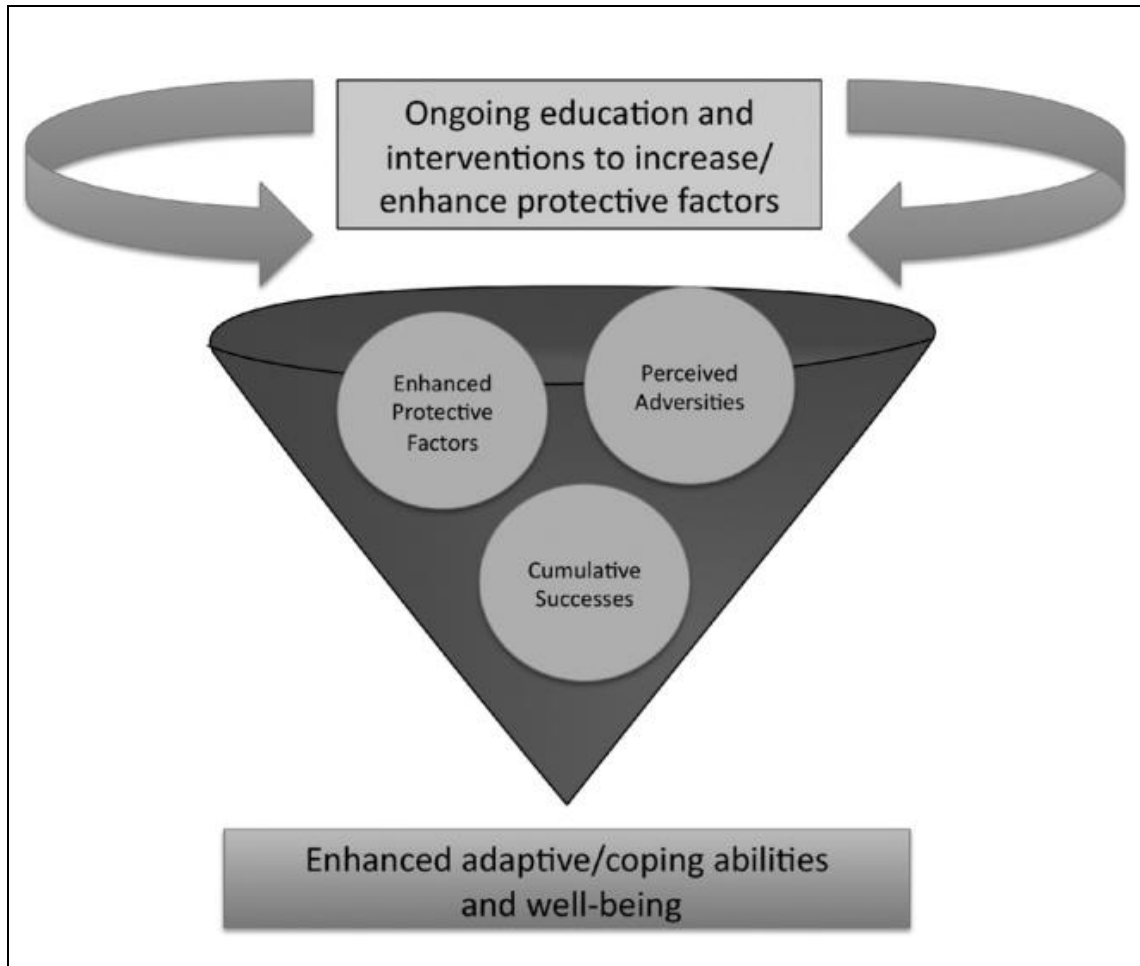 Ongoing education and
interventions to increase/
enhance protective factors
Enhanced
Protective
Factors
Perceived
Adversities
Cumulative
Successes
Enhanced adaptive/coping abilities
and well-being